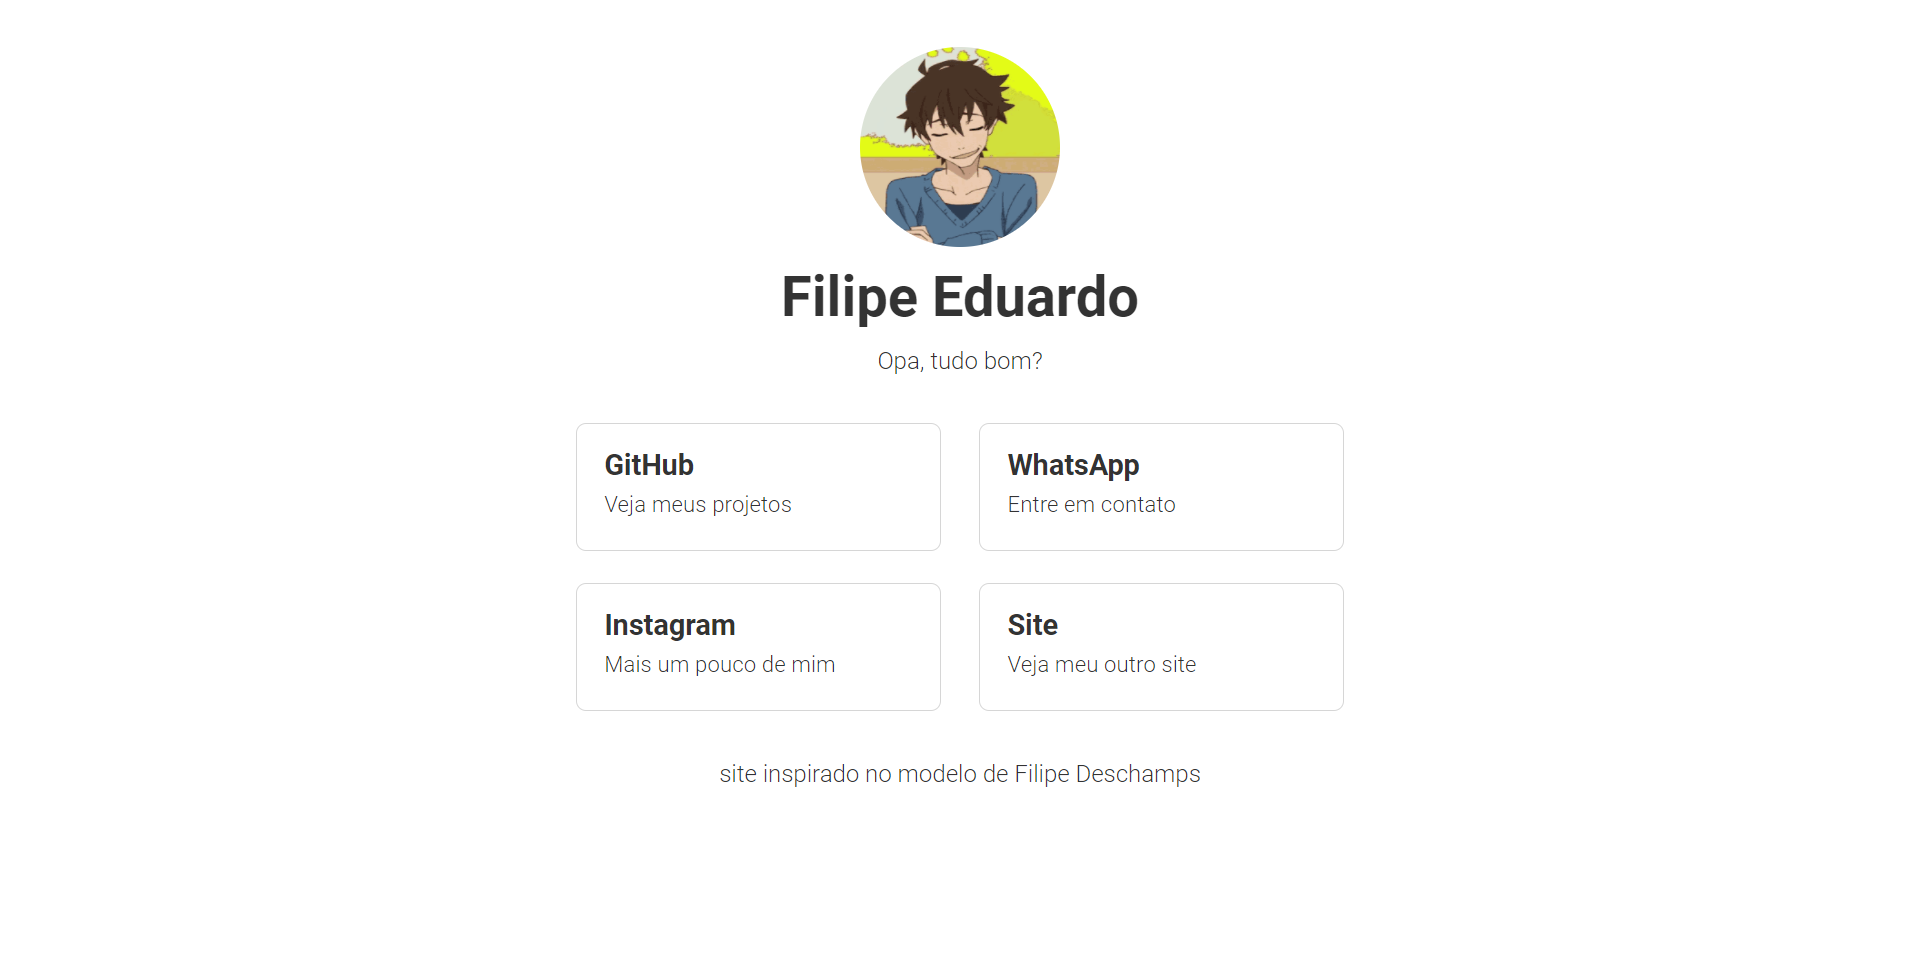 Filipe Eduardo
Opa, tudo bom?
GitHub
Veja meus projetos
WhatsApp
Entre em contato
Instagram
Mais um pouco de mim
Site
Veja meu outro site
site inspirado no modelo de Filipe Deschamps